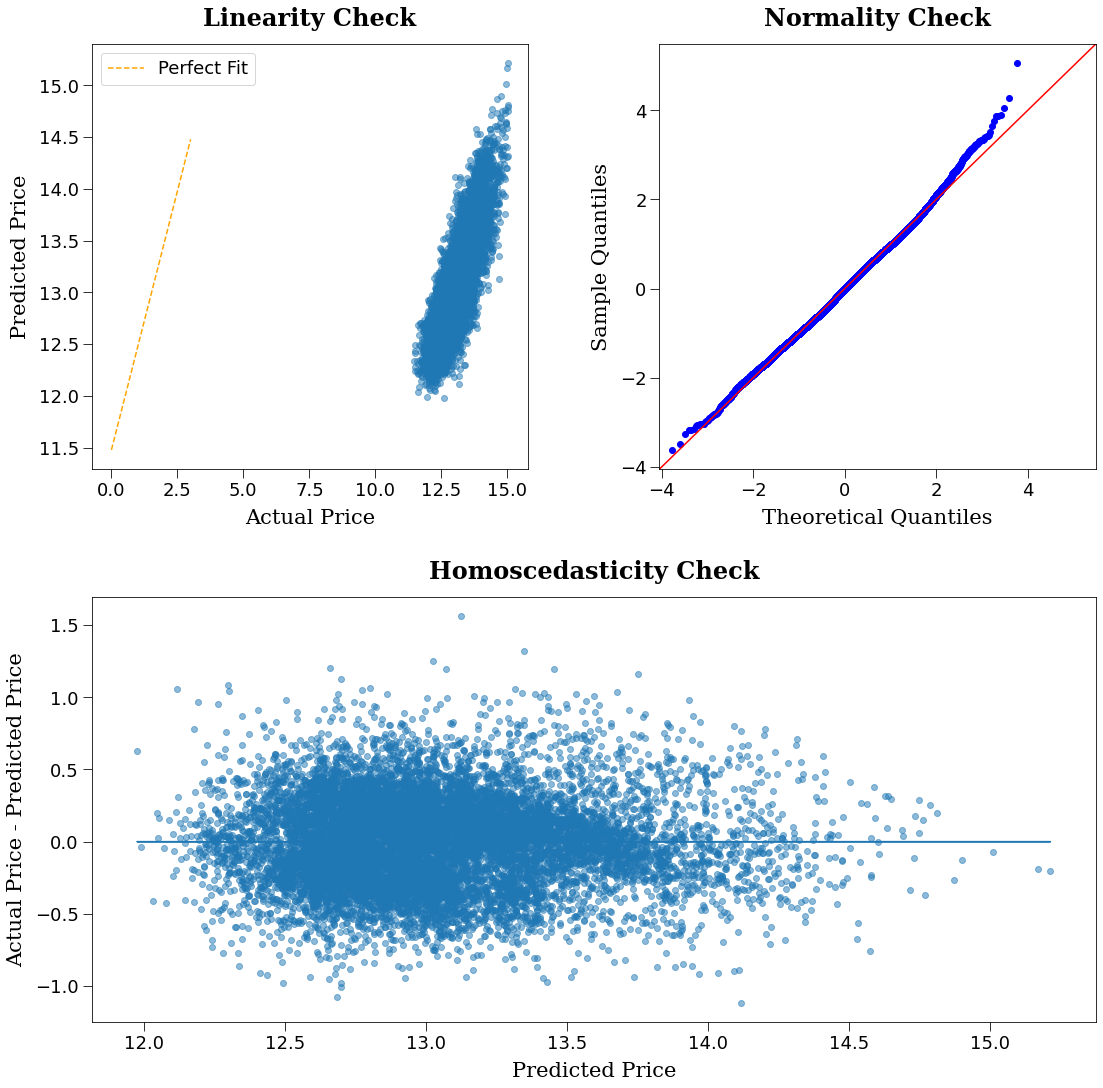 Linearity Check
Perfect Fit
15.0
14.5
14.0
13.5
13.0
12.5
12.0
11.5
Predicted Price
0.0 2.5 5.0 7.5 10.0 12.5 15.0
Actual Price
Normality Check
4
2
0
−2
−4
Sample Quantiles
−4 −2 0 2 4
Theoretical Quantiles
Homoscedasticity Check
1.5
1.0
0.5
0.0
−0.5
−1.0
Actual Price - Predicted Price
12.0 12.5 13.0 13.5 14.0 14.5 15.0
Predicted Price